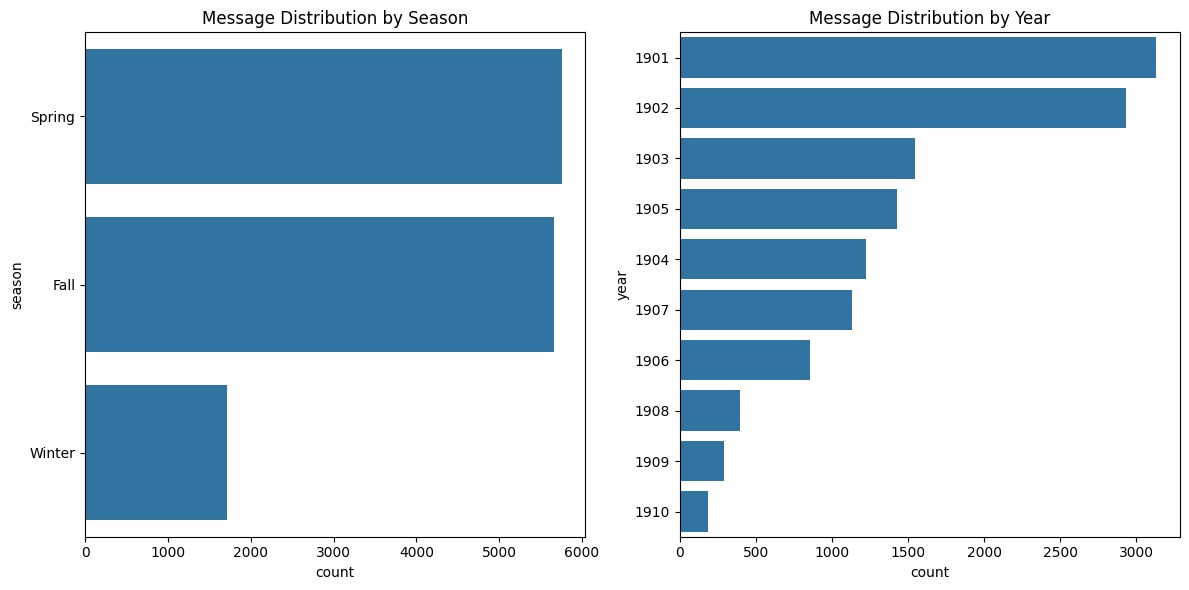 Message Distribution by Season
season
Spring
Fall
Winter
0 1000 2000 3000 4000 5000 6000
count
Message Distribution by Year
year
1901
1902
1903
1905
1904
1907
1906
1908
1909
1910
0 500 1000 1500 2000 2500 3000
count